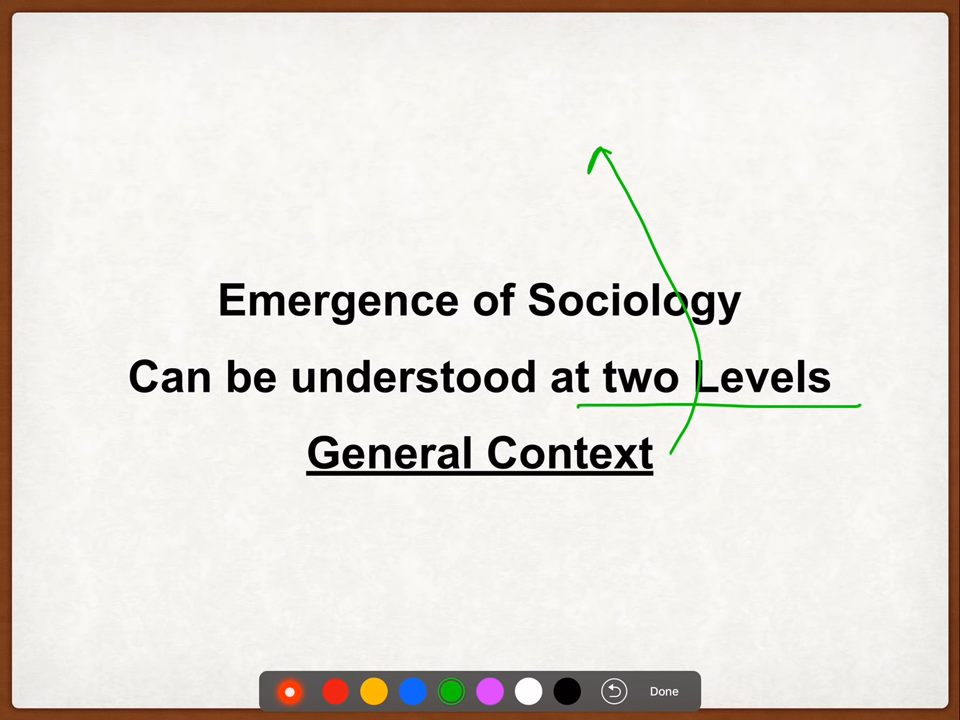 Emergence of Sociology
Can be understood at two Levels
General Context
Done